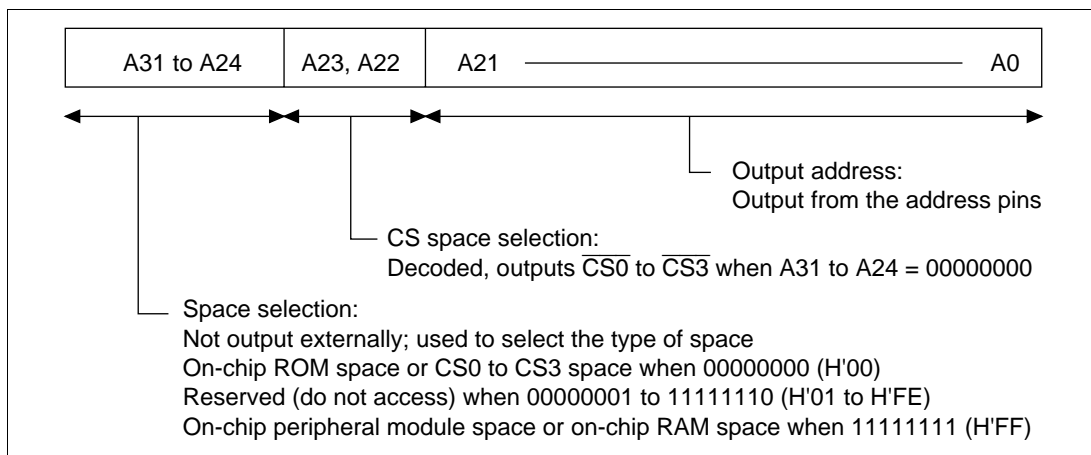 A31 to A24 A23, A22 A21 A0
Output address:
Output from the address pins
CS space selection:
Decoded, outputs CS0 to CS3 when A31 to A24 = 00000000
Space selection:
Not output externally; used to select the type of space
On-chip ROM space or CS0 to CS3 space when 00000000 (H'00)
Reserved (do not access) when 00000001 to 11111110 (H'01 to H'FE)
On-chip peripheral module space or on-chip RAM space when 11111111 (H'FF)